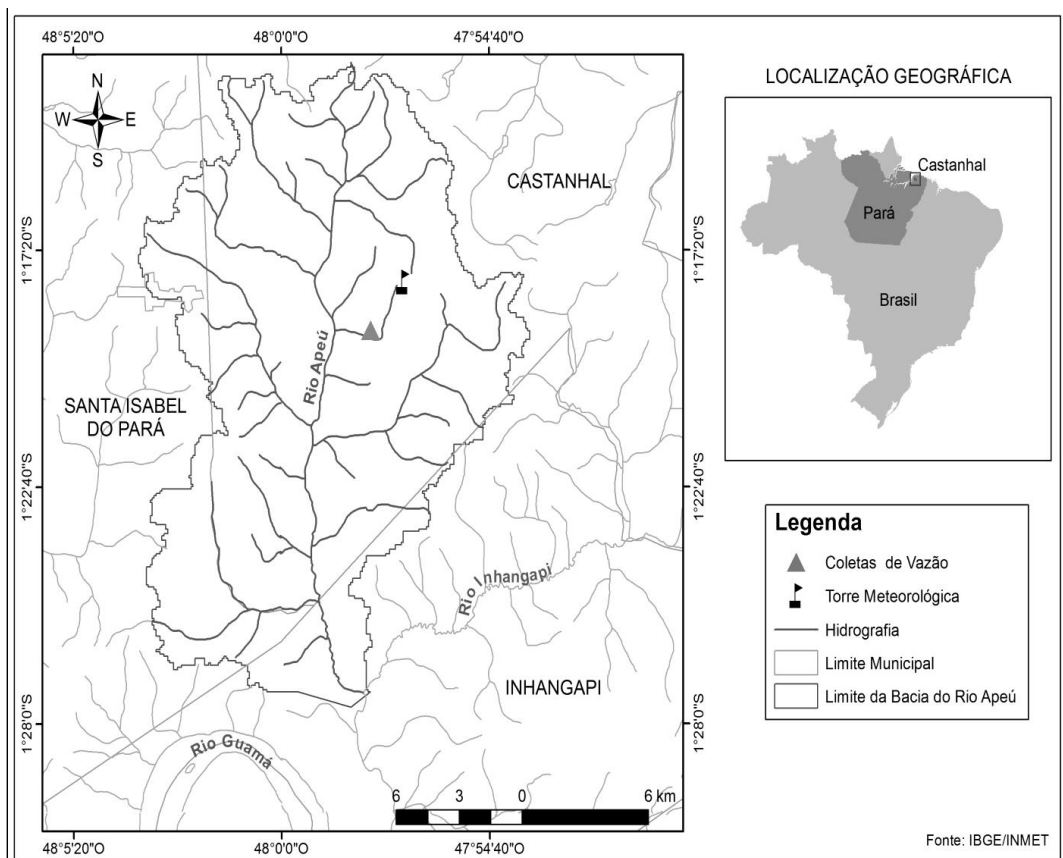 48°5'20"O
48°0'0"O
47°54'40"O
N
W
E
S
CASTANHAL
1°17'20"S
1°17'20"S
Rio Apeú
SANTA ISABEL
DO PARÁ
1°22'40"S
1°22'40"S
Rio Inhangapi
INHANGAPI
1°28'0"S
1°28'0"S
Rio Guamá
6
3
0
6 km
48°5'20"O
48°0'0"O
47°54'40"O
LOCALIZAÇÃO GEOGRÁFICA
Castanhal
Pará
Brasil
Legenda
Coletas de Vazão
Torre Meteorológica
Hidrografia
Limite Municipal
Limite da Bacia do Rio Apeú
Fonte: IBGE/INMET